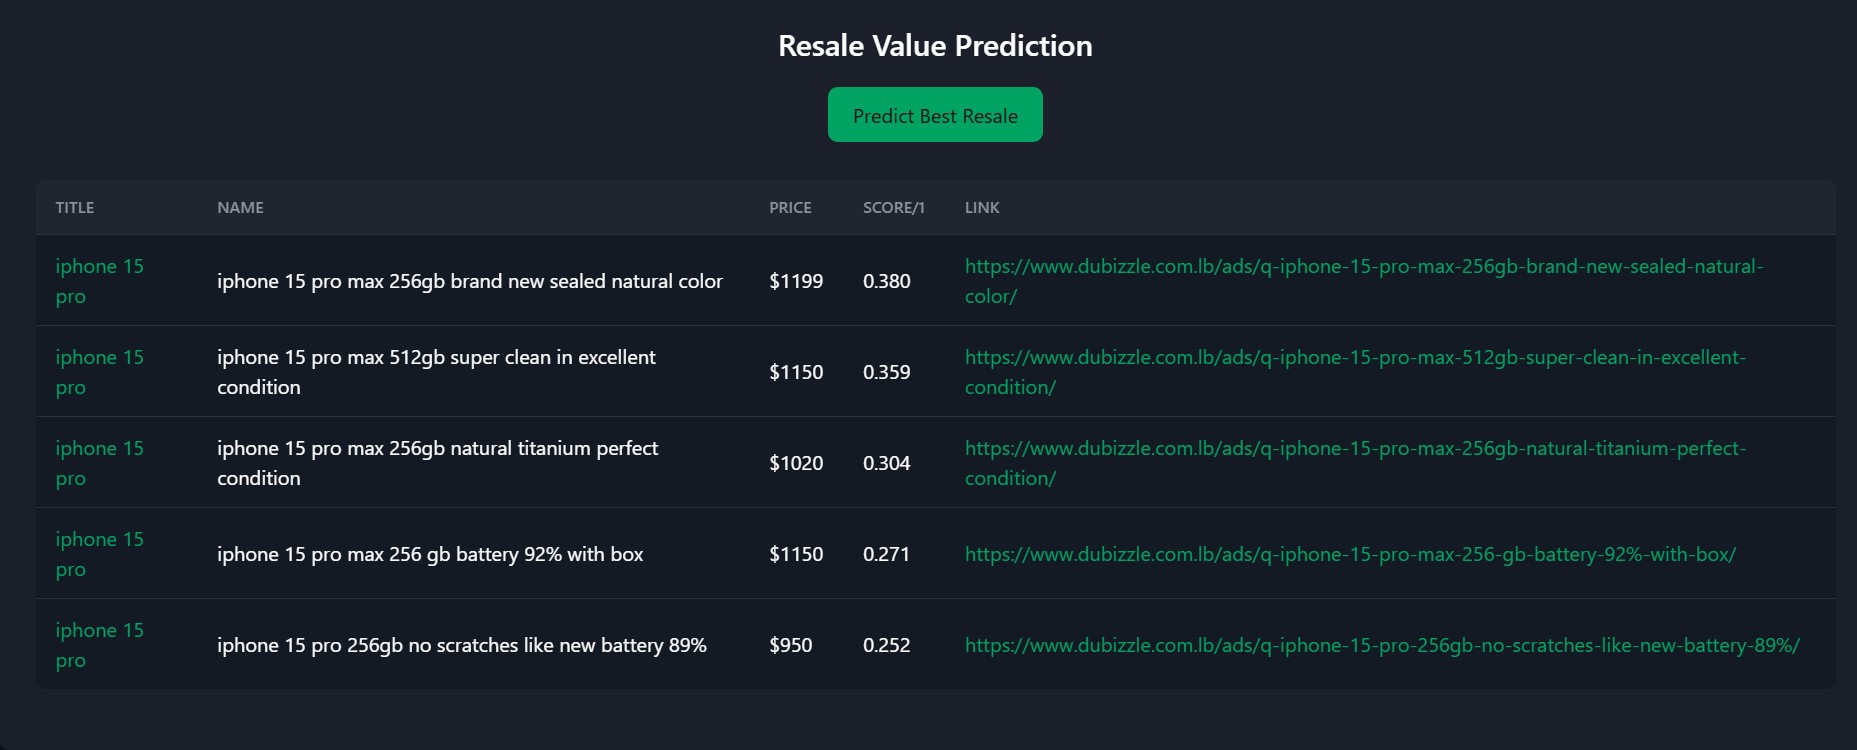 Resale Value Prediction
Predict Best Resale
TITLE NAME PRICE SCORE/1 LINK
iphone 15 pro
iphone 15 pro max 256gb brand new sealed natural color
$1199
0.380
https://www.dubizzle.com.lb/ads/q-iphone-15-pro-max-256gb-brand-new-sealed-natural-
color/
iphone 15
pro
iphone 15 pro max 512gb super clean in excellent
condition
$1150
0.359
https://www.dubizzle.com.lb/ads/q-iphone-15-pro-max-512gb-super-clean-in-excellent-
condition/
iphone 15
pro
iphone 15 pro max 256gb natural titanium perfect
condition
$1020
0.304
https://www.dubizzle.com.lb/ads/q-iphone-15-pro-max-256gb-natural-titanium-perfect-
condition/
iphone 15
pro
iphone 15 pro max 256 gb battery 92% with box
$1150
0.271
https://www.dubizzle.com.lb/ads/q-iphone-15-pro-max-256-gb-battery-92%-with-box/
iphone 15
pro
iphone 15 pro 256gb no scratches like new battery 89%
$950
0.252
https://www.dubizzle.com.lb/ads/q-iphone-15-pro-256gb-no-scratches-like-new-battery-89%/